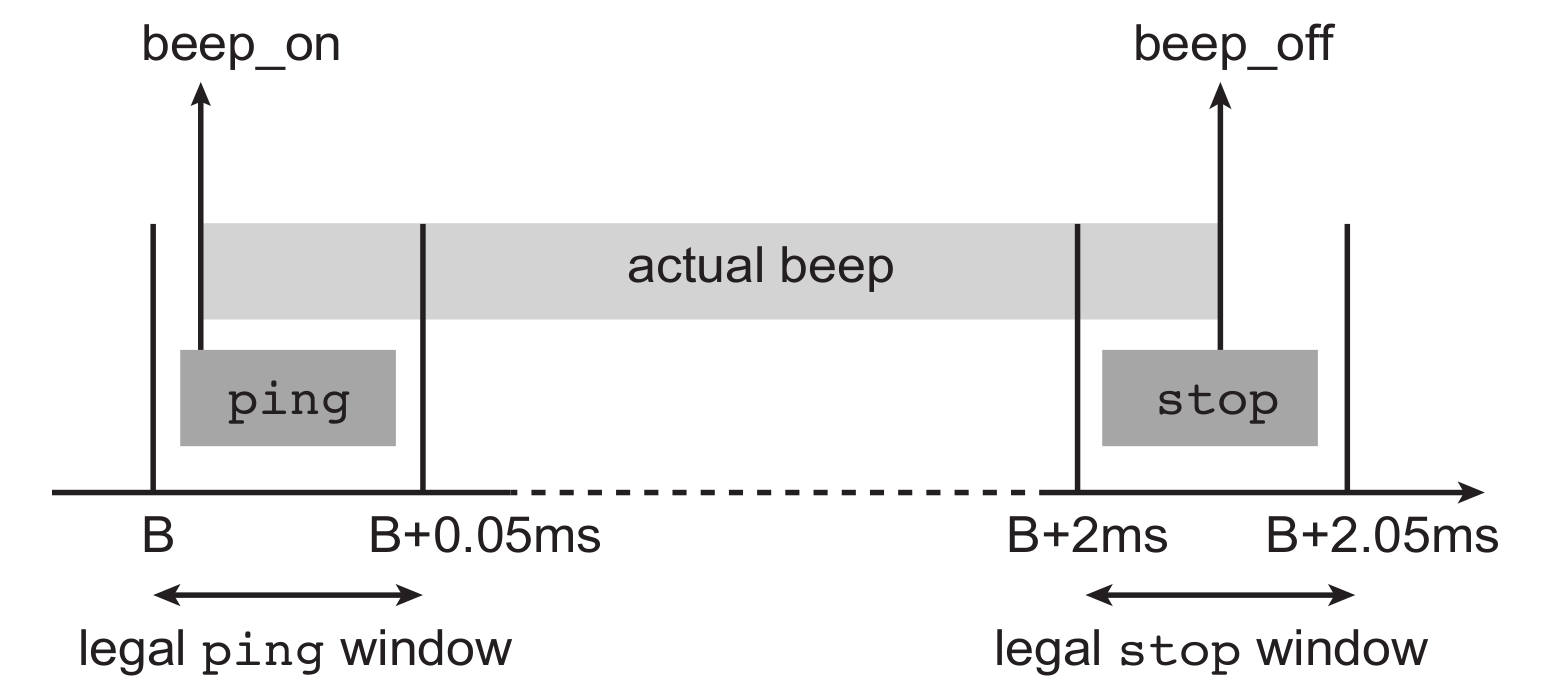 beep_on
beep_off
actual beep
ping
stop
B
B+0.05ms
B+2ms
B+2.05ms
legal ping window
legal stop window